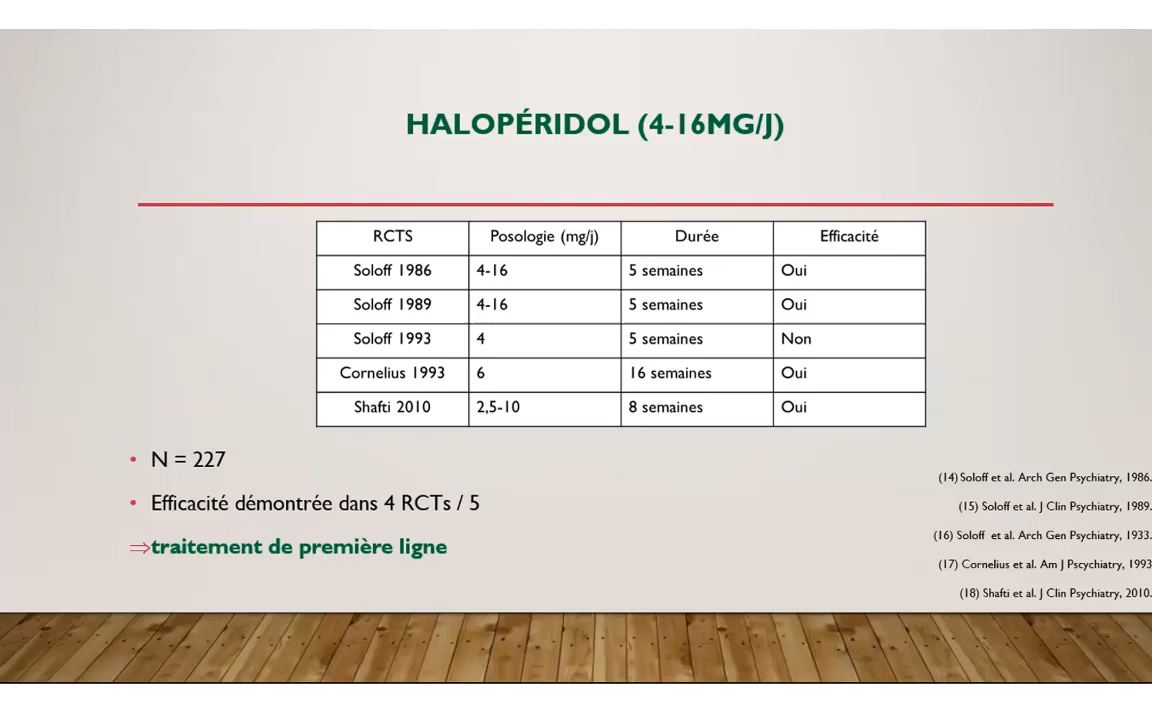 HALOPÉRIDOL (4-16MG/J)
RCTS Posologie (mg/j) Durée Efficacité
Soloff 1986 4-16 5 semaines Oui
Soloff 1989 4-16 5 semaines Oui
Soloff 1993 4 5 semaines Non
Cornelius 1993 6 16 semaines Oui
Shafti 2010 2,5-10 8 semaines Oui
• N = 227
• Efficacité démontrée dans 4 RCTs / 5
⇒traitement de première ligne
(14) Soloff et al. Arch Gen Psychiatry, 1986.
(15) Soloff et al. J Clin Psychiatry, 1989.
(16) Soloff et al. Arch Gen Psychiatry, 1933.
(17) Cornelius et al. Am J Pscychiatry, 1993
(18) Shafti et al. J Clin Psychiatry, 2010.